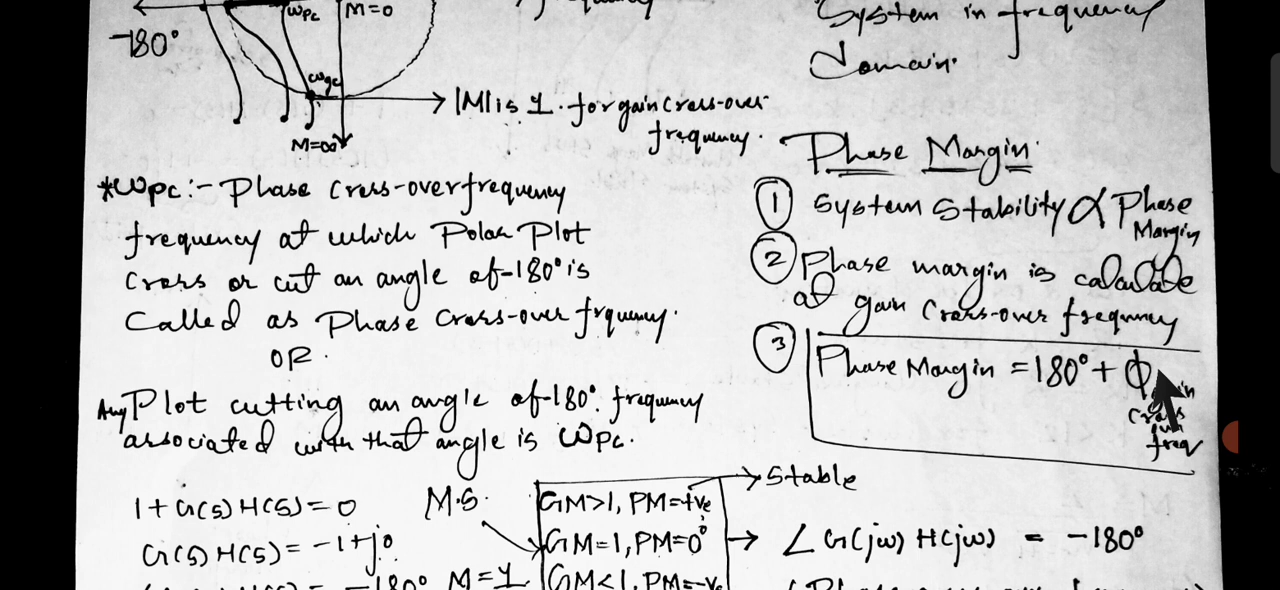 ωpc
M=0
-180°
ωgc
|M| is 1. for gain cross-over
frequency.
M=∞
System in frequency
domain.
*ωpc:- Phase Cross-over frequency
frequency at which Polar Plot
Cross or cut an angle of -180° is
Called as Phase Cross-over frquency.
OR.
Any Plot cutting an angle of -180°. frequency
associated with that angle is ωpc.
Phase Margin
① System Stability ∝ Phase
Margin
② Phase margin is calculate
at gain Cross-over frequency
③ Phase Margin = 180° + ϕ
Cross
freq
1+G(s)H(s)=0
G(s)H(s)= -1+j0
-180° M=1
M.S.
GM>1, PM=+ve
Stable
GM=1, PM=0°
∠G(jω) H(jω) = -180°
GM<1, PM=-ve